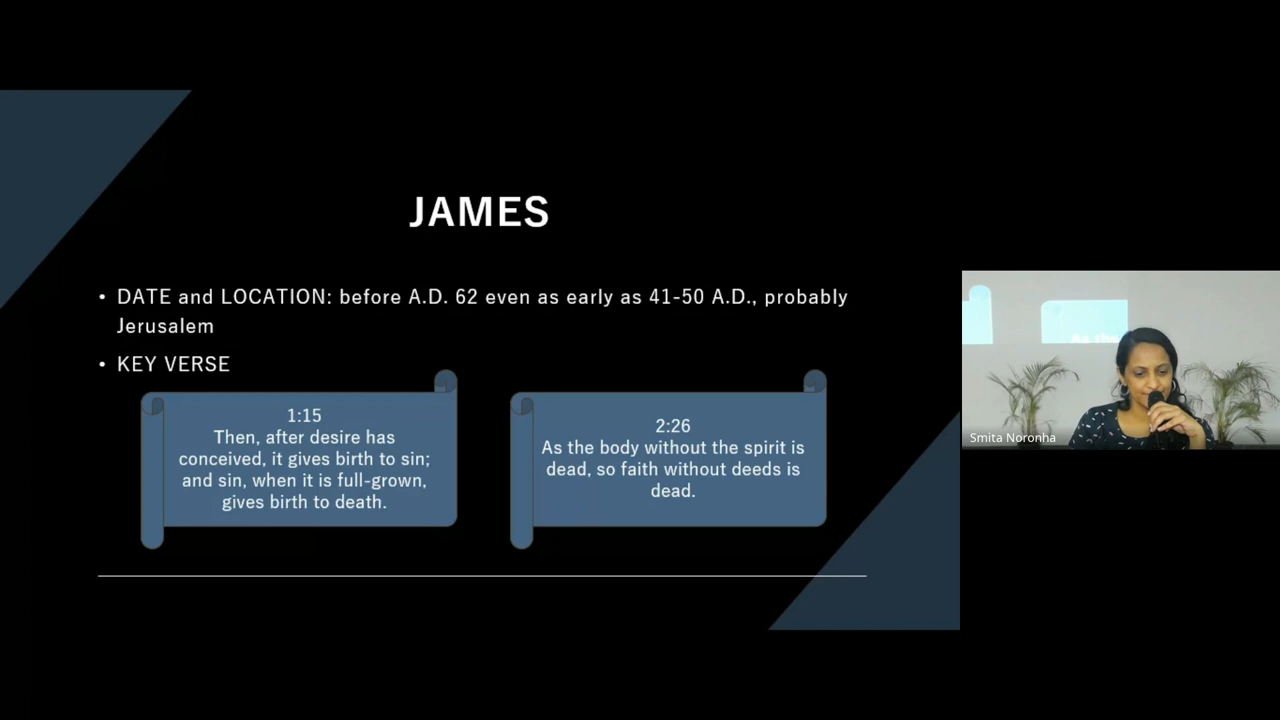 JAMES
• DATE and LOCATION: before A.D. 62 even as early as 41-50 A.D., probably
Jerusalem
• KEY VERSE
1:15
Then, after desire has
conceived, it gives birth to sin;
and sin, when it is full-grown,
gives birth to death.
2:26
As the body without the spirit is
dead, so faith without deeds is
dead.
Smita Noronha